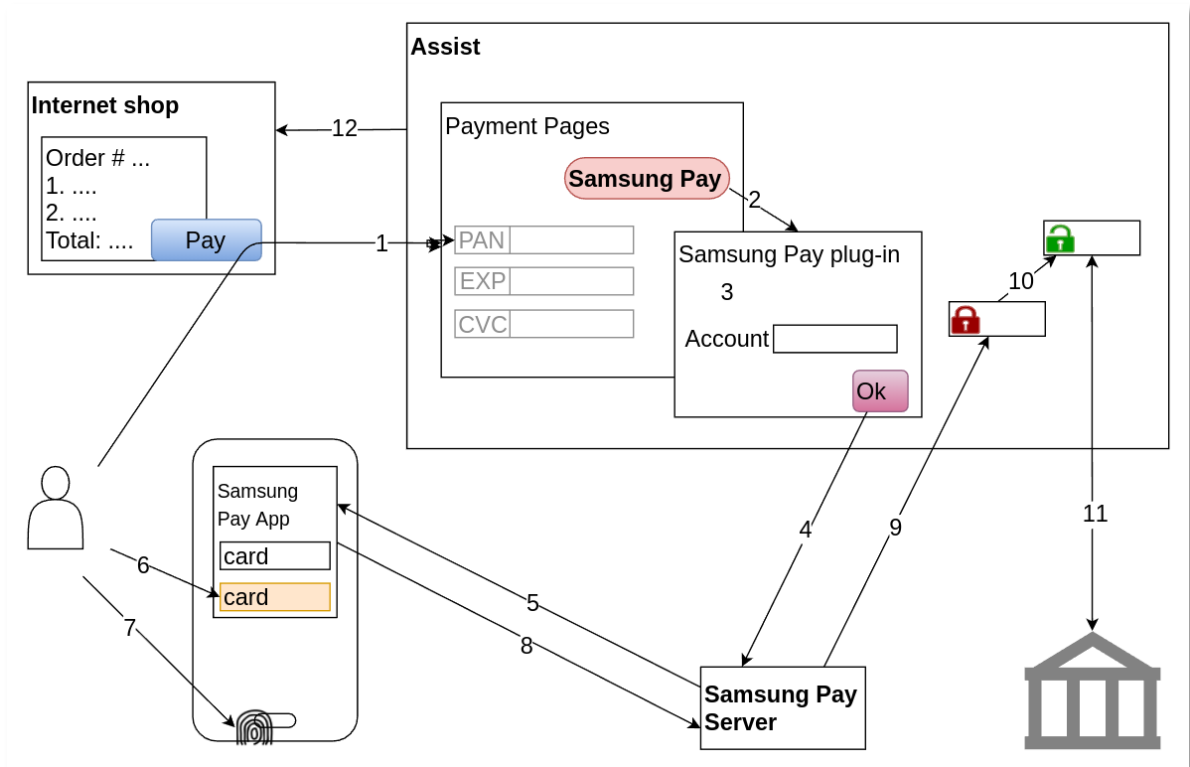 Assist
Internet shop
Order # ...
1. ....
2. ....
Total: ....
Pay
12
1
Payment Pages
Samsung Pay
2
PAN
EXP
CVC
Samsung Pay plug-in
3
Account
Ok
10
11
9
4
5
8
6
7
Samsung
Pay App
card
card
Samsung Pay
Server